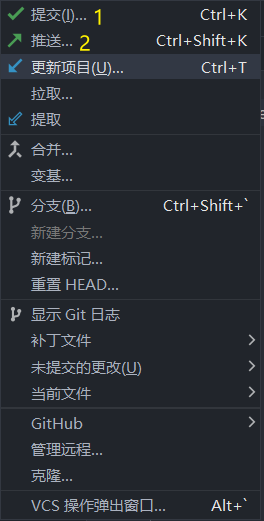 提交(I)... 1 Ctrl+K
推送... 2 Ctrl+Shift+K
更新项目(U)... Ctrl+T
拉取...
提取
合并...
变基...
分支(B)... Ctrl+Shift+`
新建分支...
新建标记...
重置 HEAD...
显示 Git 日志
补丁文件
未提交的更改(U)
当前文件
GitHub
管理远程...
克隆...
VCS 操作弹出窗口... Alt+`